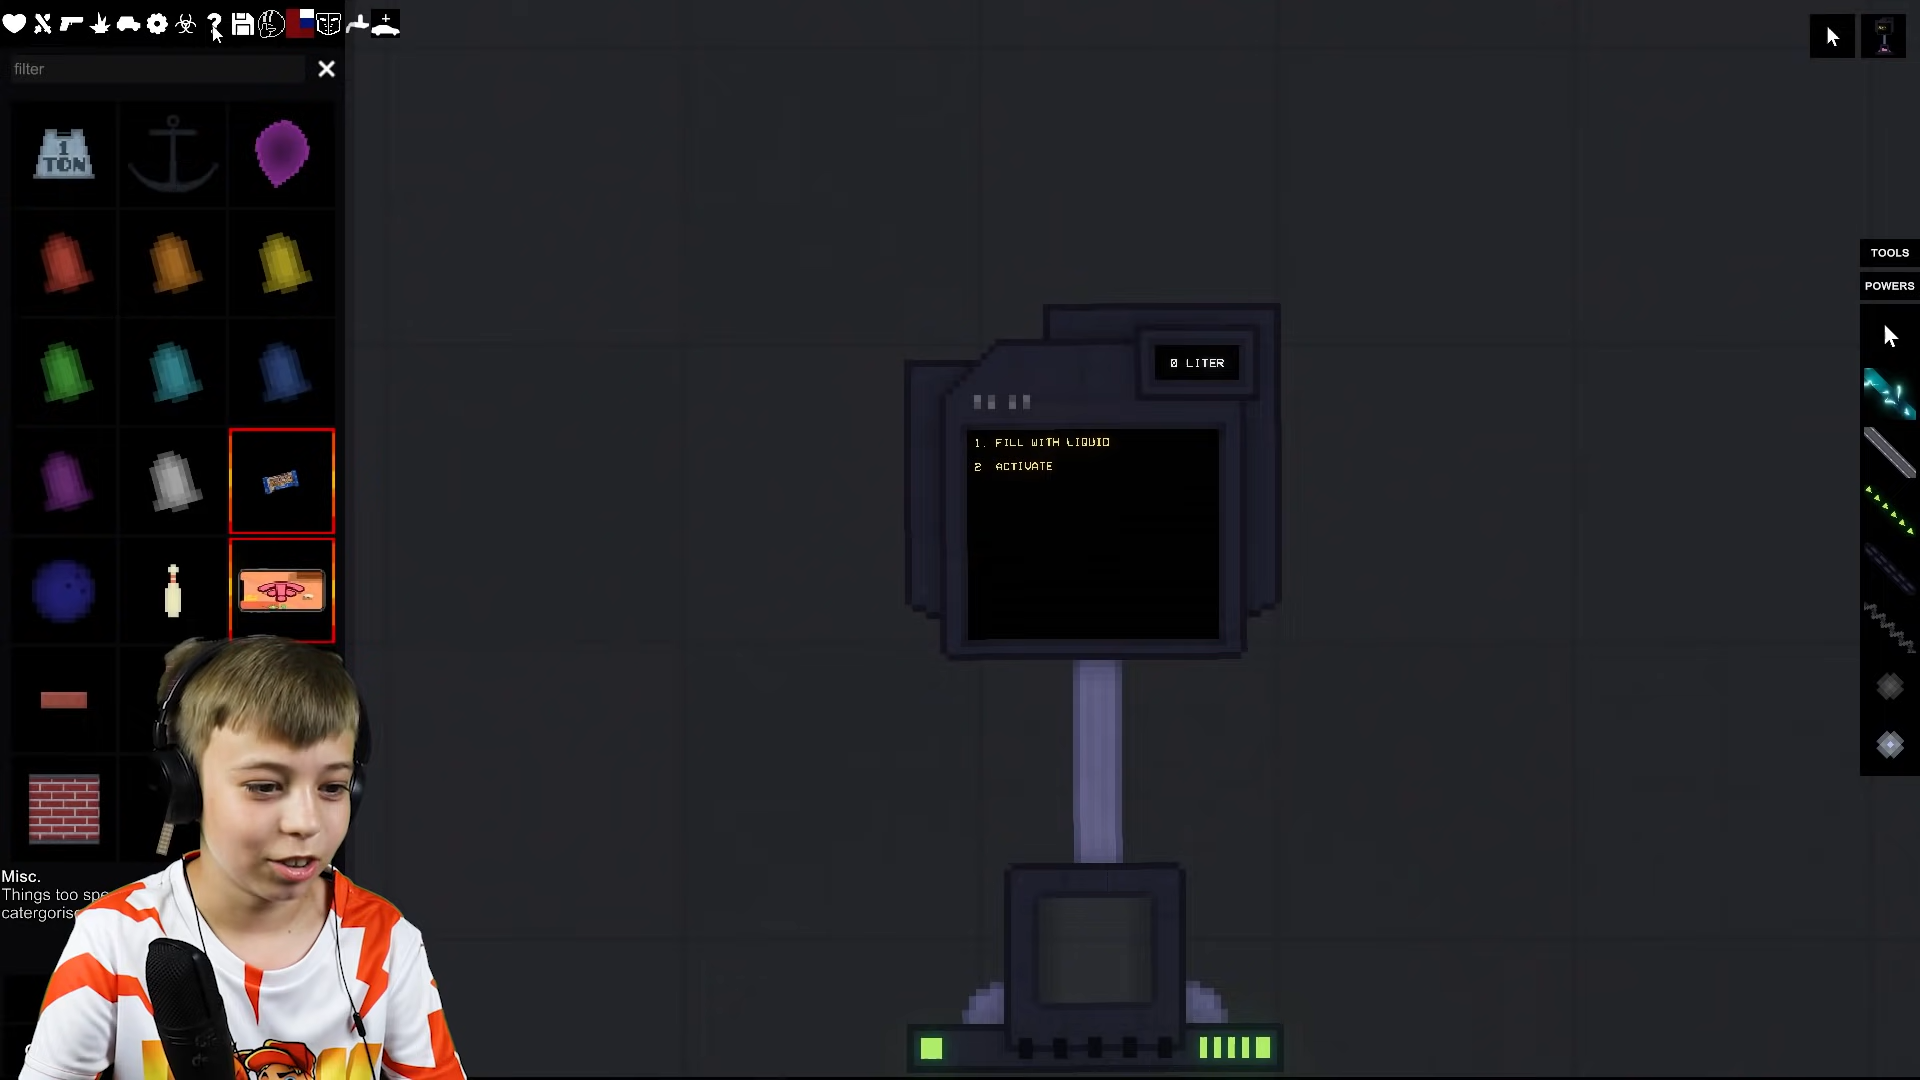 filter
1
TON
TOOLS
POWERS
0 LITER
1. FILL WITH LIQUID
2 ACTIVATE
Misc.
Things too spe
catergoris